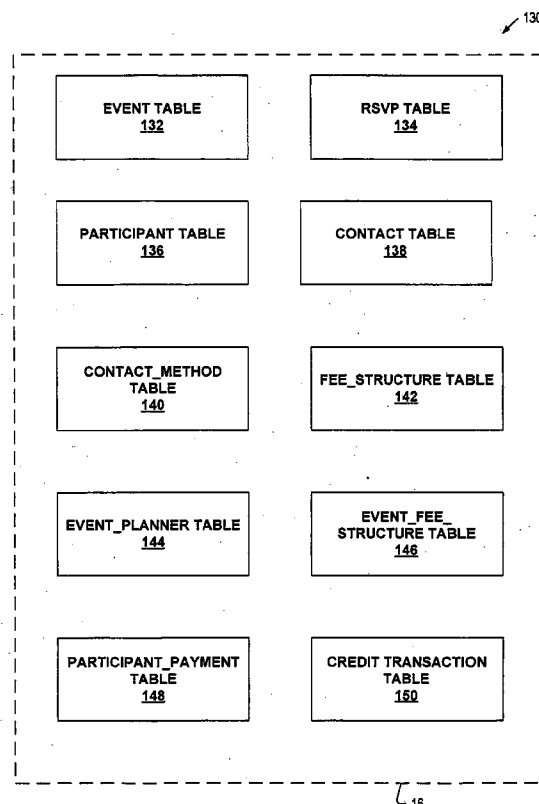 130
EVENT TABLE
132
RSVP TABLE
134
PARTICIPANT TABLE
136
CONTACT TABLE
138
CONTACT_METHOD
TABLE
140
FEE_STRUCTURE TABLE
142
EVENT_PLANNER TABLE
144
EVENT_FEE_
STRUCTURE TABLE
146
PARTICIPANT_PAYMENT
TABLE
148
CREDIT TRANSACTION
TABLE
150
16